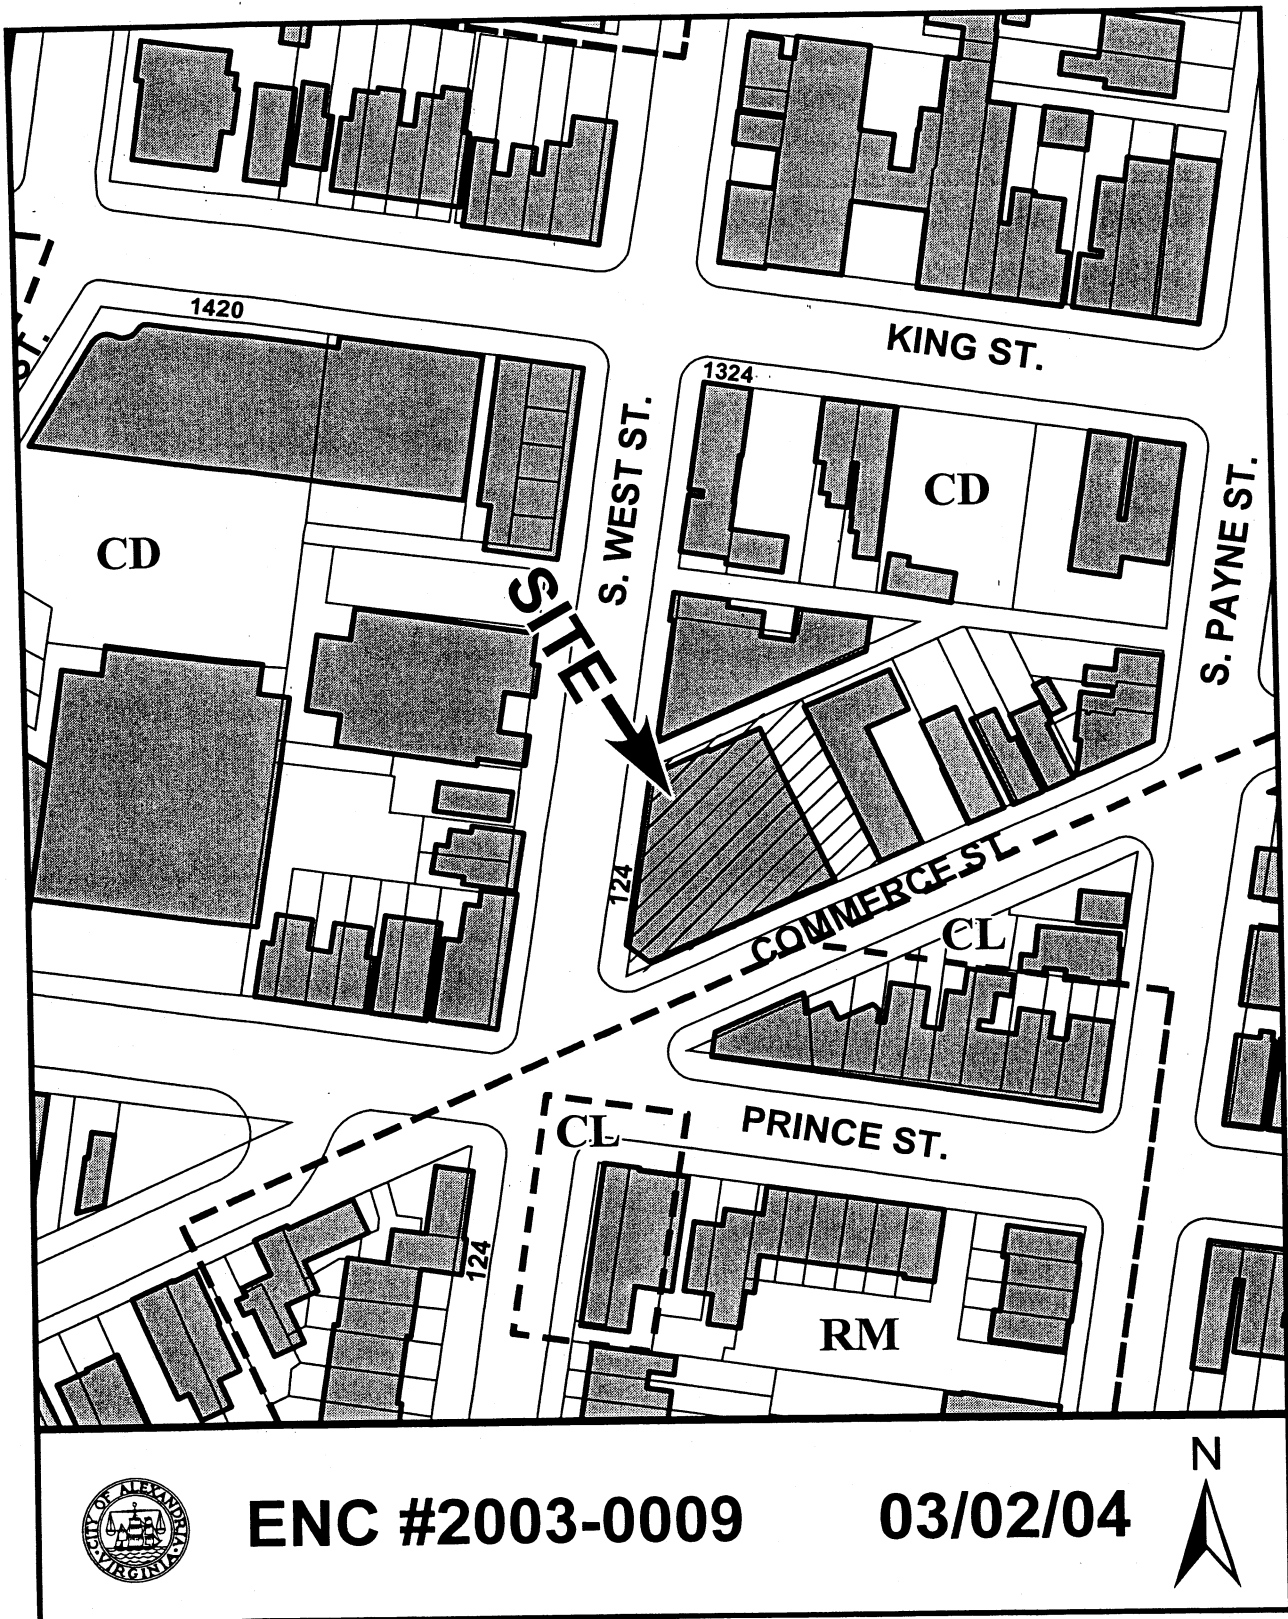 1420
KING ST.
ST.
1324
S. WEST ST.
CD
S. PAYNE ST.
CD
SITE
124
COMMERCE ST.
CL
CL
PRINCE ST.
124
RM
N
CITY OF ALEXANDRIA
VIRGINIA
ENC #2003-0009
03/02/04